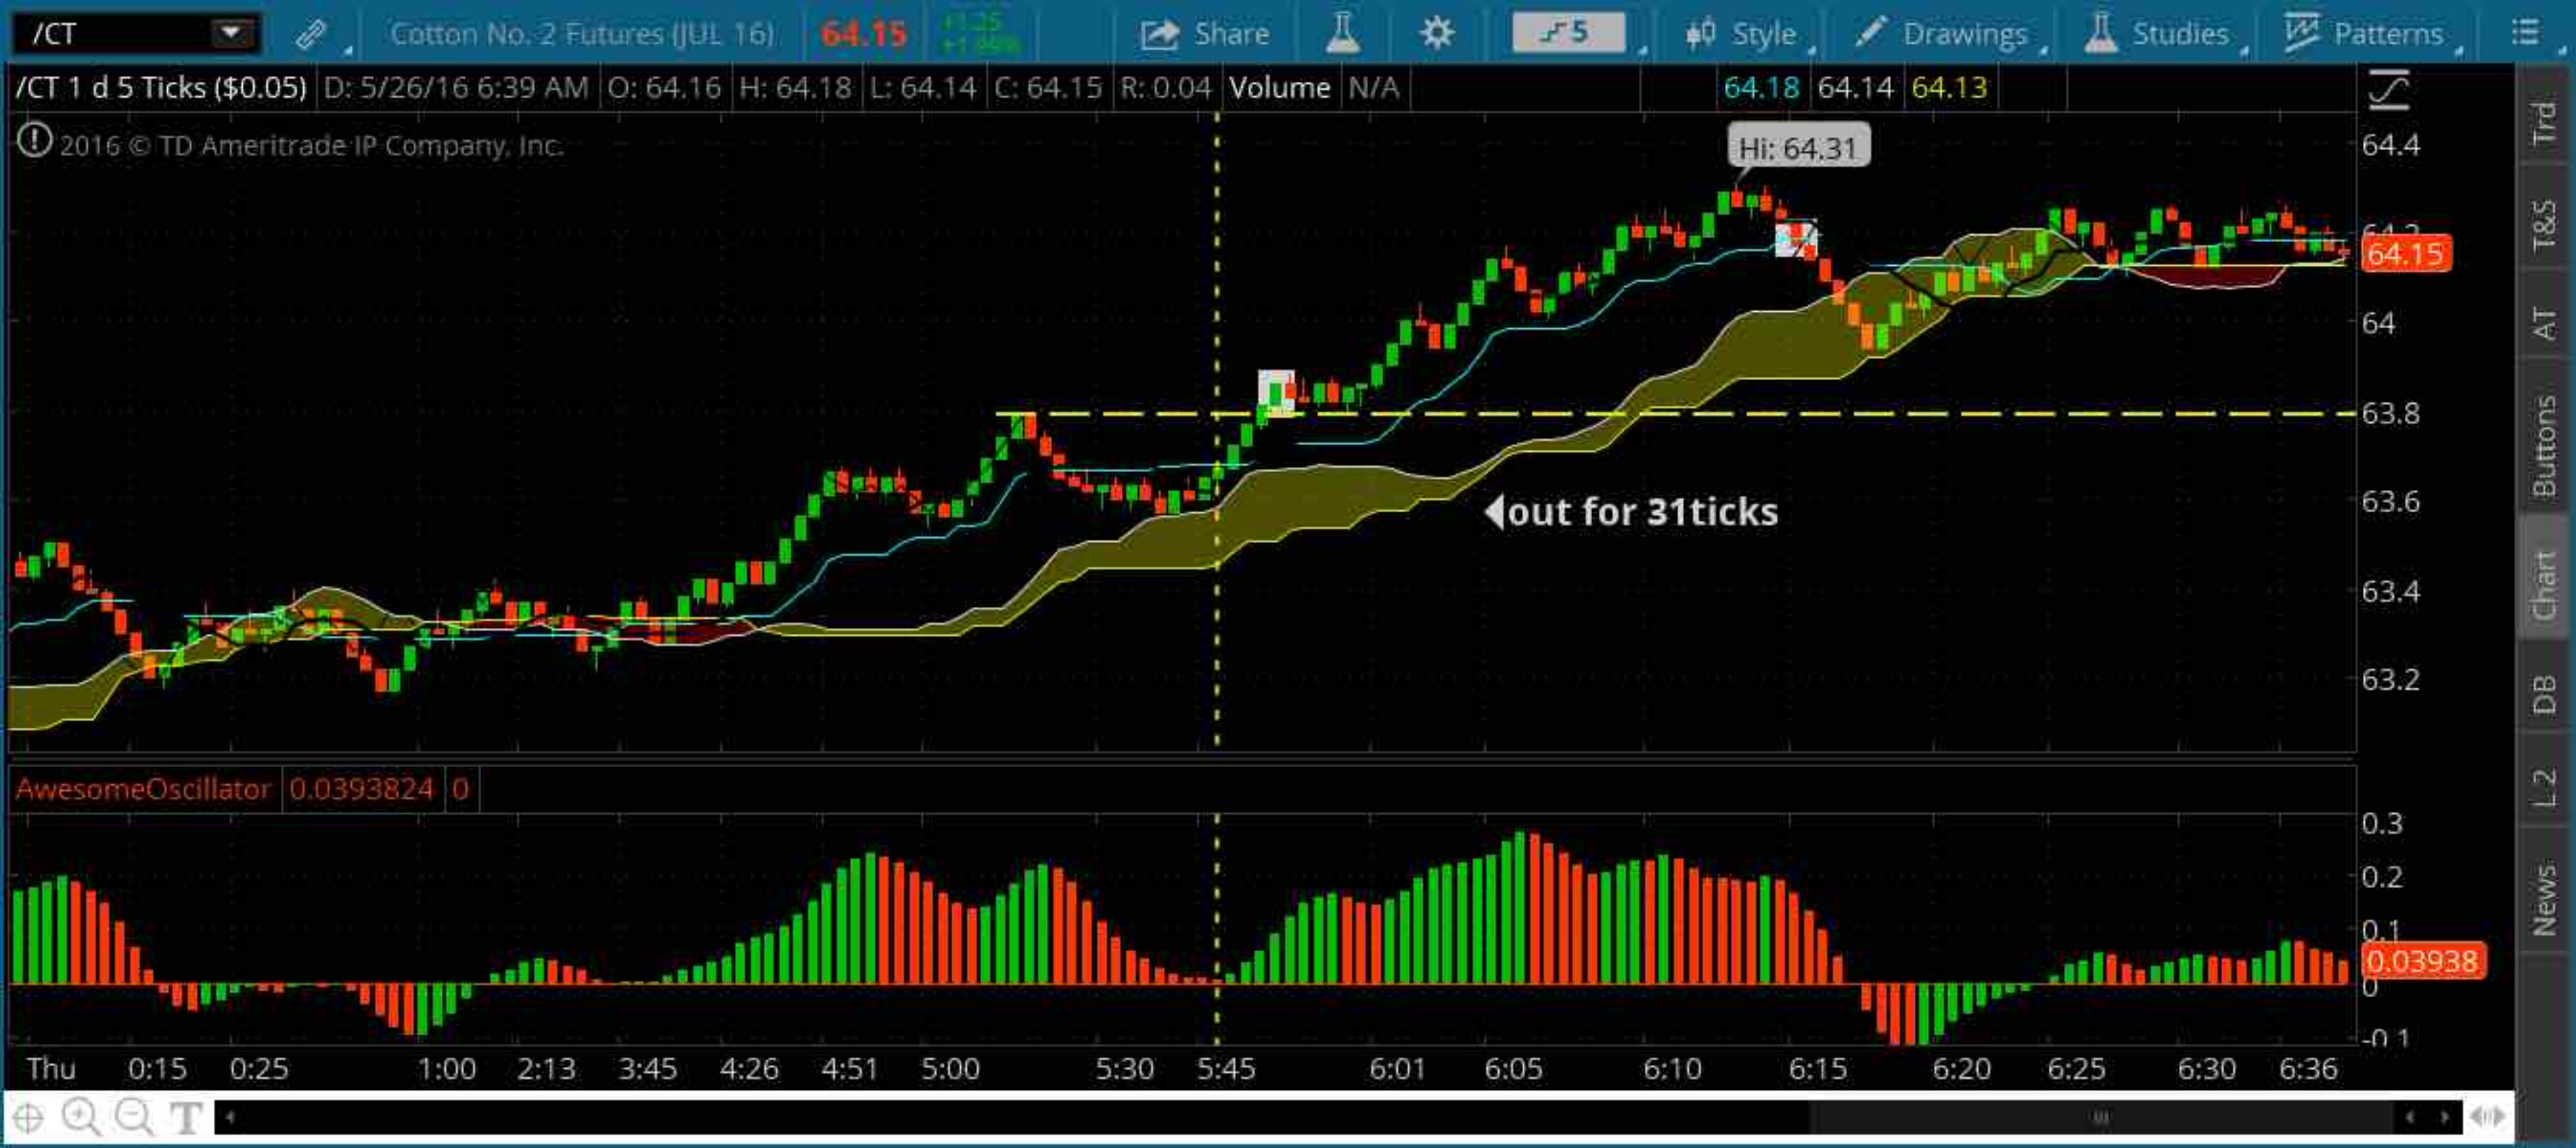 /CT Cotton No. 2 Futures (JUL 16) 64.15 Share 5 Style Drawings Studies Patterns
/CT 1 d 5 Ticks ($0.05) D: 5/26/16 6:39 AM O: 64.16 H: 64.18 L: 64.14 C: 64.15 R: 0.04 Volume N/A 64.18 64.14 64.13
2016 © TD Ameritrade IP Company, Inc.
Hi: 64.31
64.4
64.15
64
63.8
63.6
63.4
63.2
out for 31ticks
AwesomeOscillator 0.0393824 0
0.3
0.2
0.1
0.03938
0
-0.1
Thu 0:15 0:25 1:00 2:13 3:45 4:26 4:51 5:00 5:30 5:45 6:01 6:05 6:10 6:15 6:20 6:25 6:30 6:36
T
Trd
T&S
AT
Buttons
Chart
DB
L2
News